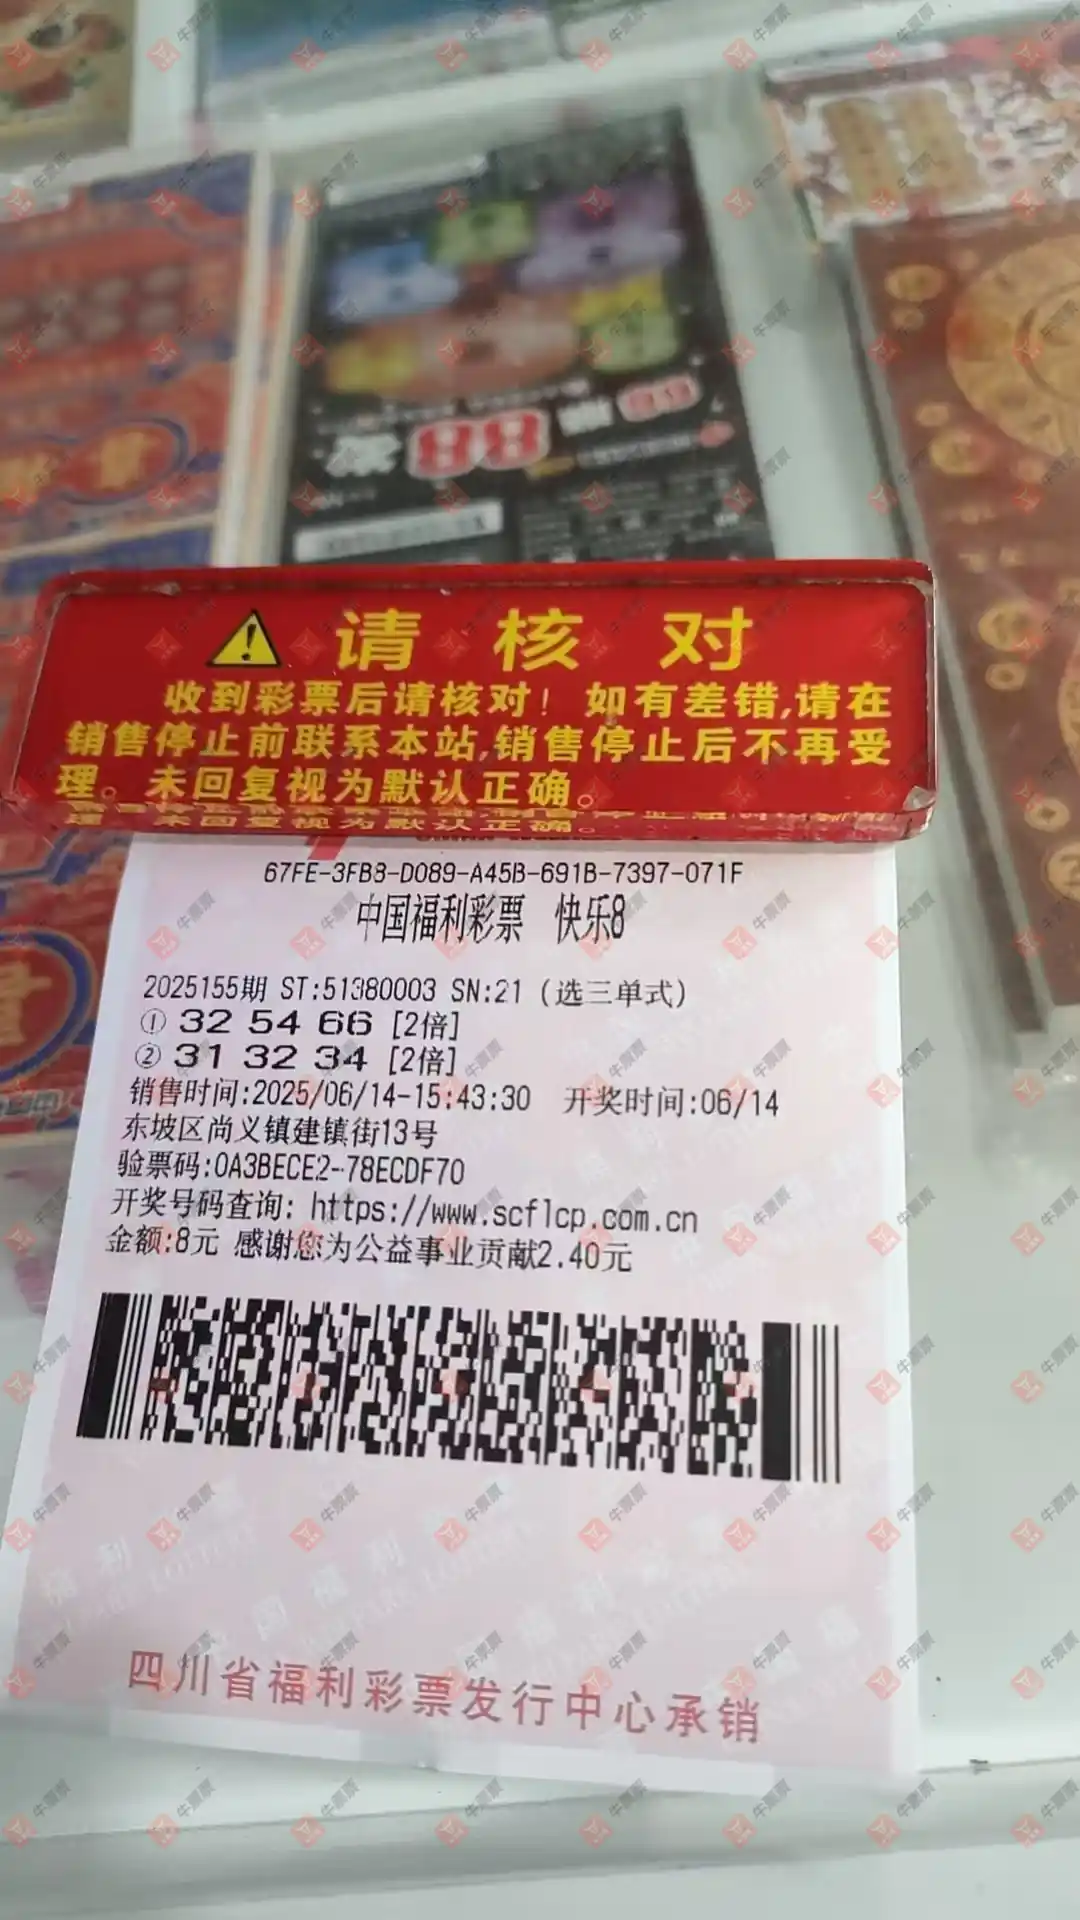 88
请核对
收到彩票后请核对！如有差错,请在
销售停止前联系本站,销售停止后不再受
理。未回复视为默认正确。
67FE-3FB8-D089-A45B-691B-7397-071F
中国福利彩票 快乐8
2025155期 ST:51380003 SN:21 (选三单式)
① 32 54 66 [2倍]
② 31 32 34 [2倍]
销售时间:2025/06/14-15:43:30 开奖时间:06/14
东坡区尚义镇建镇街13号
验票码:0A3BECE2-78ECDF70
开奖号码查询: https://www.scflcp.com.cn
金额:8元 感谢您为公益事业贡献2.40元
四川省福利彩票发行中心承销
牛票票